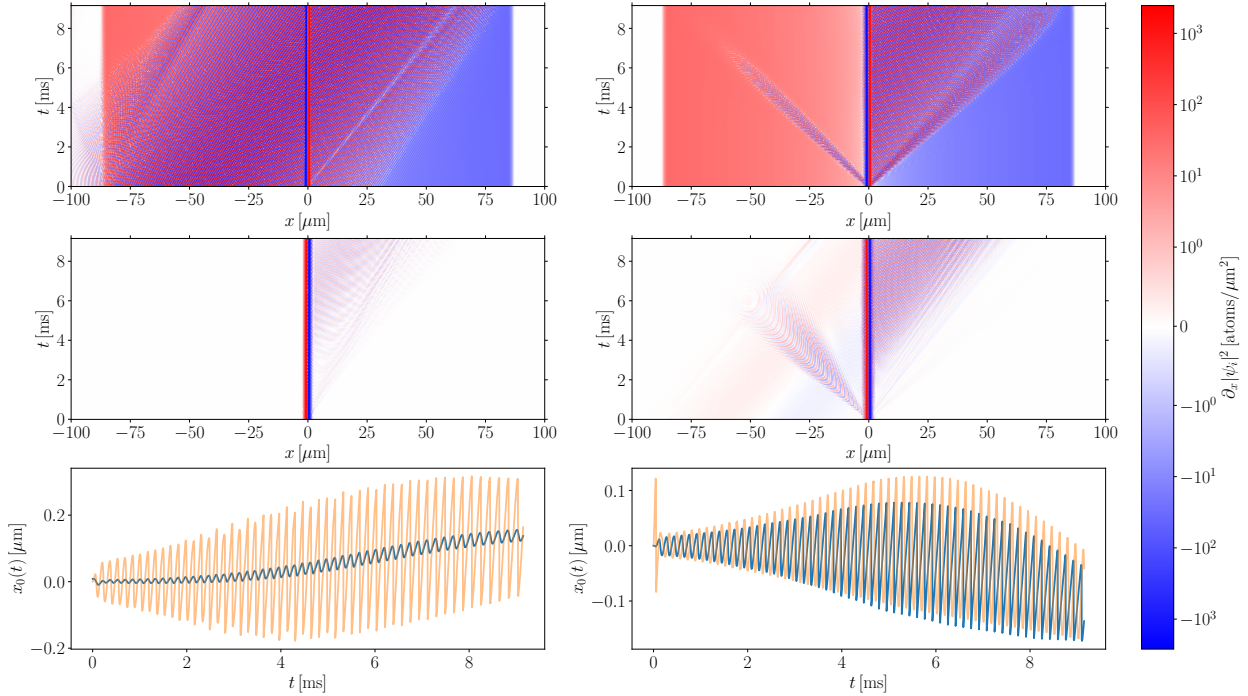 8
6
4
2
0
t [ms]
−100 −75 −50 −25 0 25 50 75 100
x [μm]
8
6
4
2
0
t [ms]
−100 −75 −50 −25 0 25 50 75 100
x [μm]
8
6
4
2
0
t [ms]
−100 −75 −50 −25 0 25 50 75 100
x [μm]
8
6
4
2
0
t [ms]
−100 −75 −50 −25 0 25 50 75 100
x [μm]
0.2
0.0
−0.2
x₀(t) [μm]
0 2 4 6 8
t [ms]
0.1
0.0
−0.1
x₀(t) [μm]
0 2 4 6 8
t [ms]
10³
10²
10¹
10⁰
0
−10⁰
−10¹
−10²
−10³
∂ₓ|ψᵢ|² [atoms/μm²]